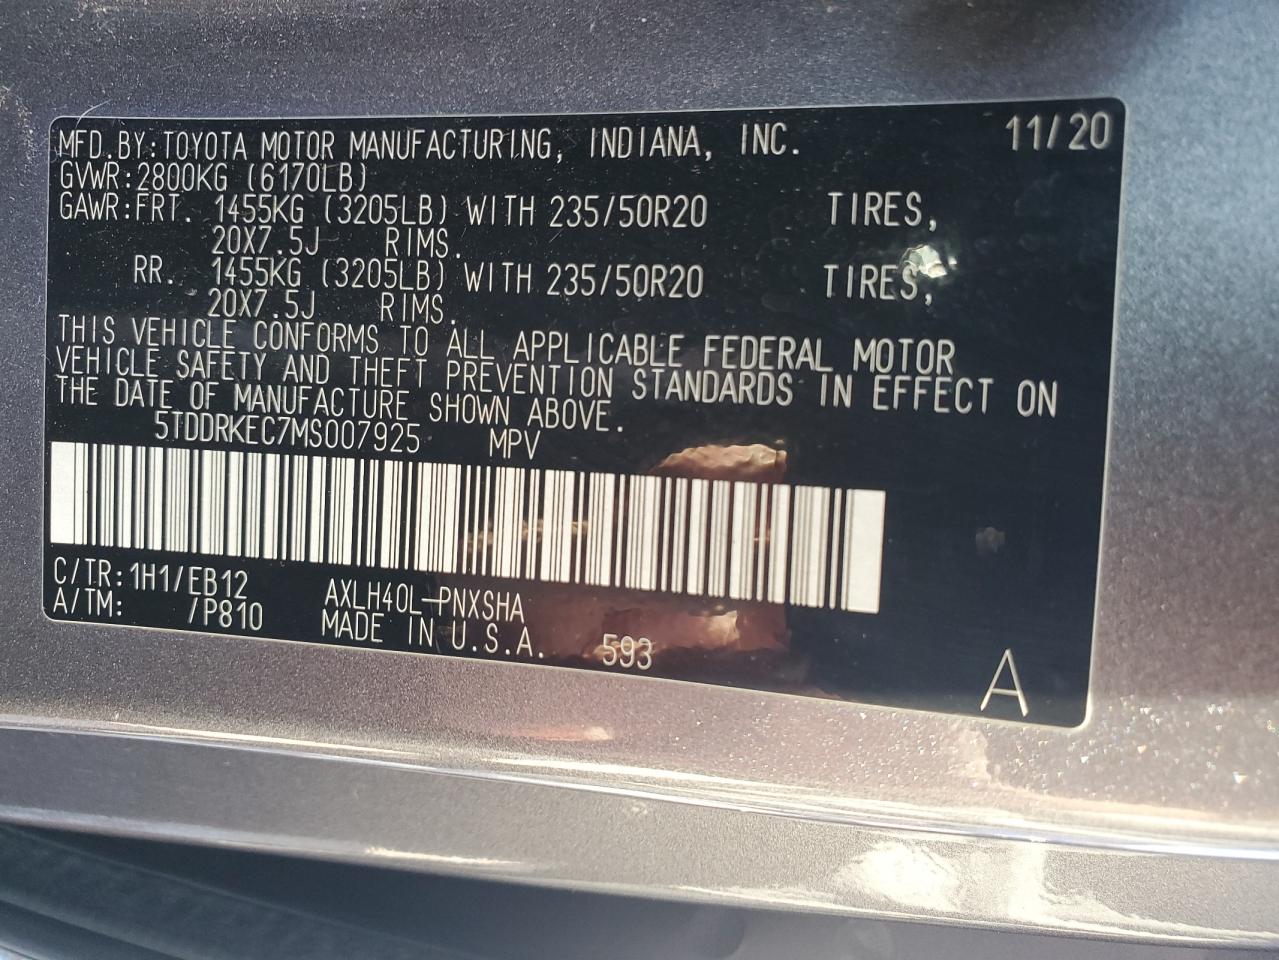 MFD.BY:TOYOTA MOTOR MANUFACTURING, INDIANA, INC. 11/20
GVWR:2800KG (6170LB)
GAWR:FRT. 1455KG (3205LB) WITH 235/50R20 TIRES,
20X7.5J RIMS.
RR. 1455KG (3205LB) WITH 235/50R20 TIRES,
20X7.5J RIMS.
THIS VEHICLE CONFORMS TO ALL APPLICABLE FEDERAL MOTOR
VEHICLE SAFETY AND THEFT PREVENTION STANDARDS IN EFFECT ON
THE DATE OF MANUFACTURE SHOWN ABOVE.
5TDDRKEC7MS007925 MPV
C/TR:1H1/EB12 AXLH40L-PNXSHA
A/TM: /P810 MADE IN U.S.A. 593
A